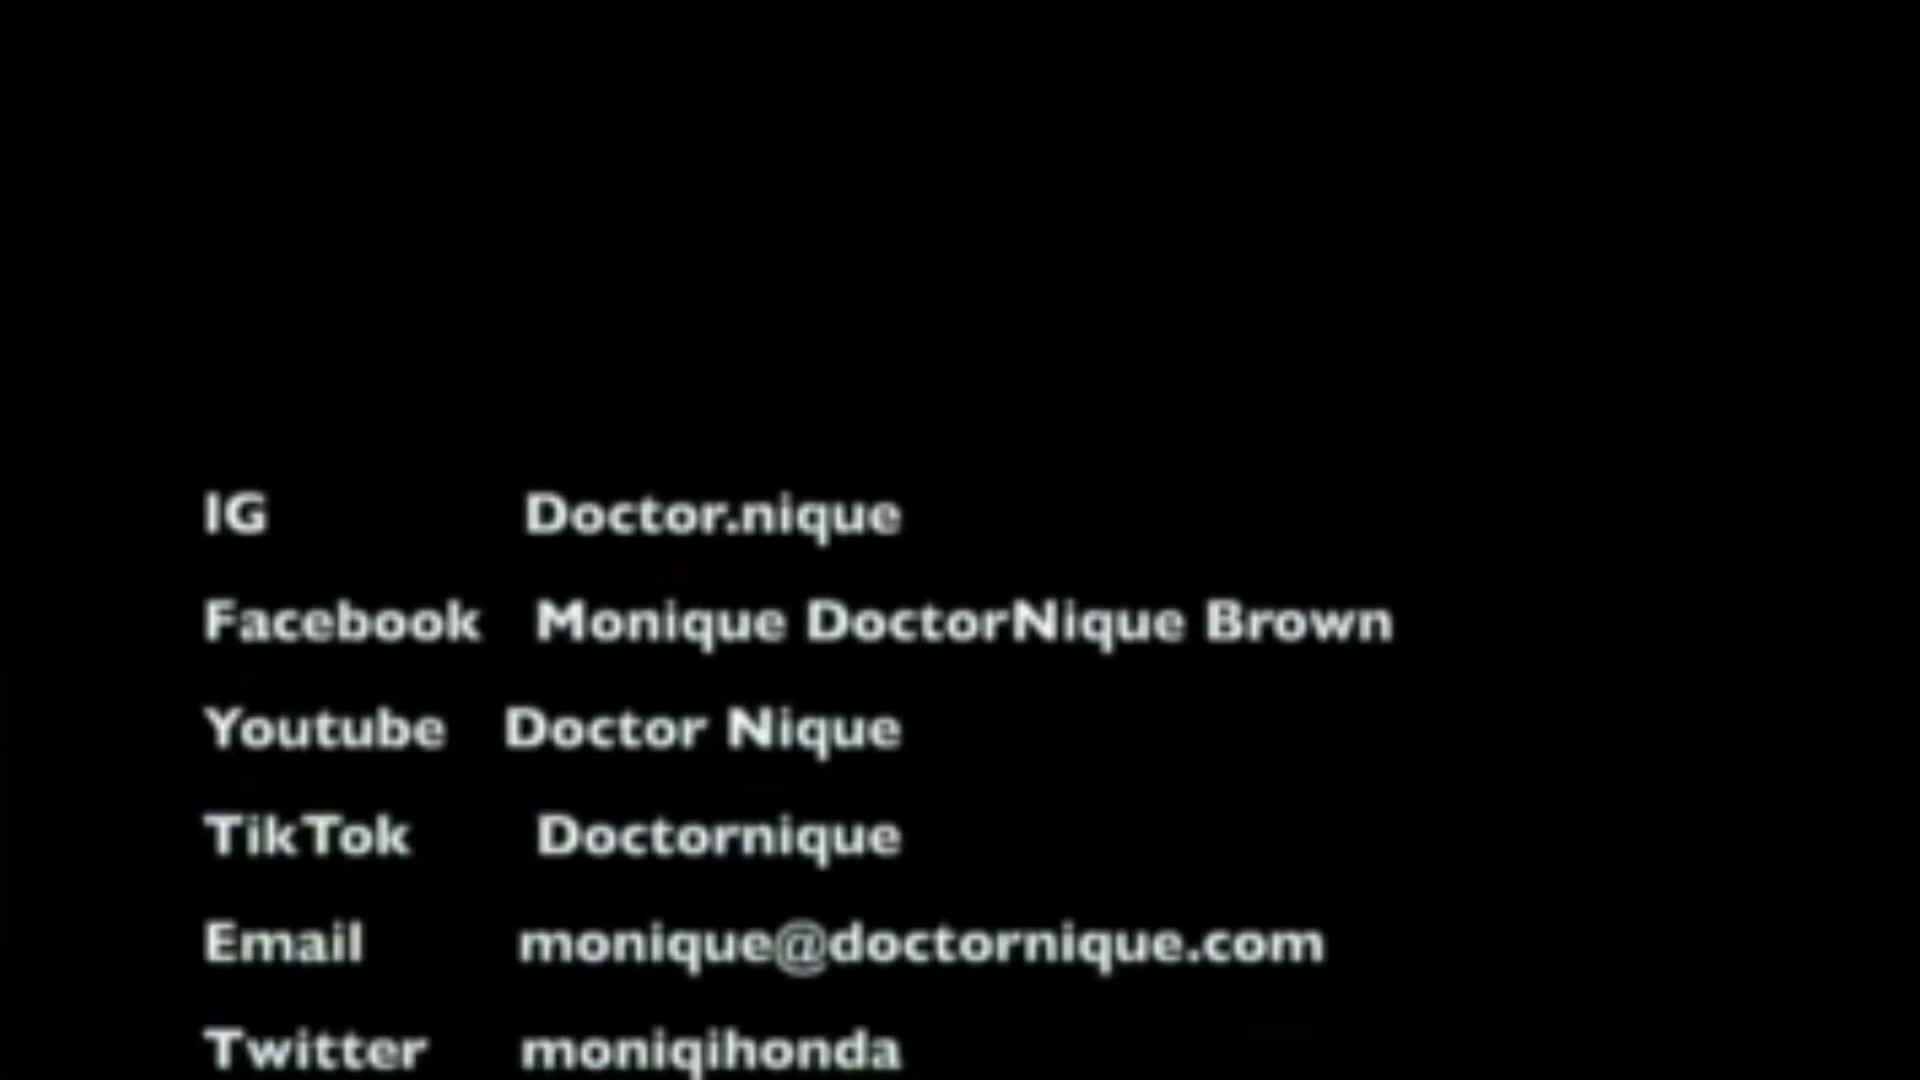 IG Doctor.nique
Facebook Monique DoctorNique Brown
Youtube Doctor Nique
TikTok Doctornique
Email monique@doctornique.com
Twitter moniqihonda